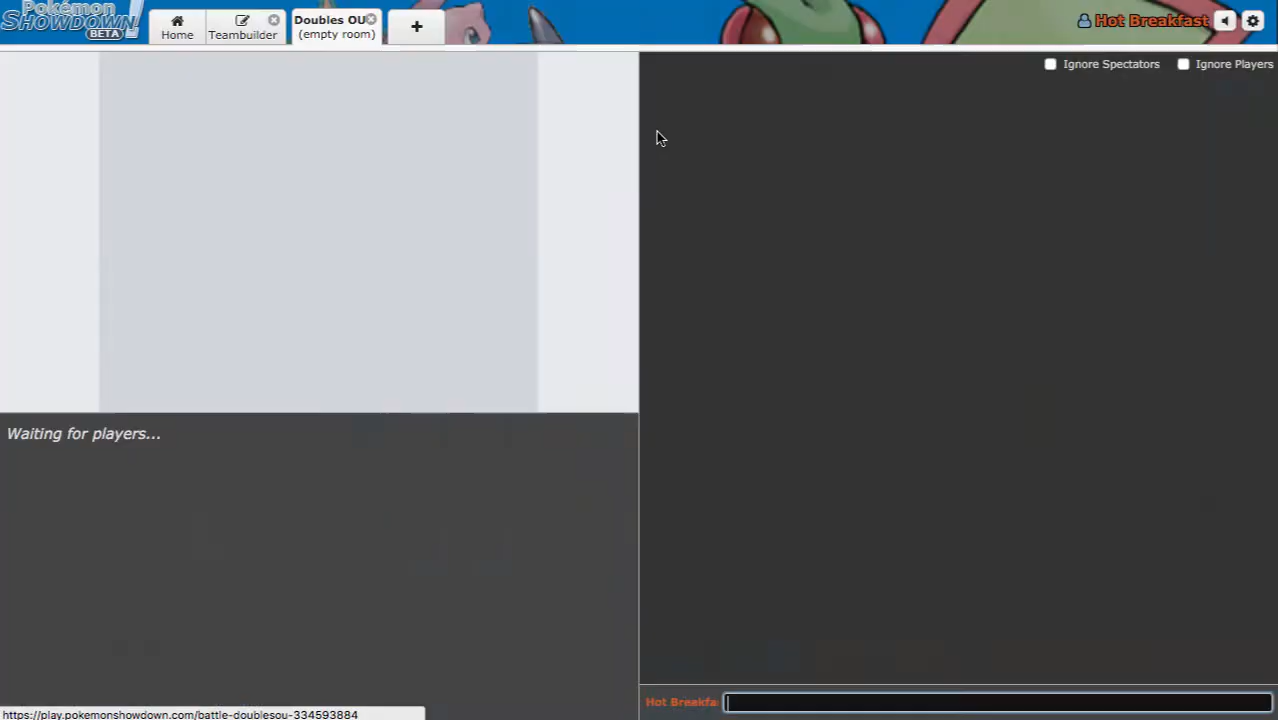 Pokémon
SHOWDOWN!
BETA
Home
Teambuilder
Doubles OU
(empty room)
+
Hot Breakfast
Ignore Spectators
Ignore Players
Waiting for players...
Hot Breakfa
https://play.pokemonshowdown.com/battle-doublesou-334593884